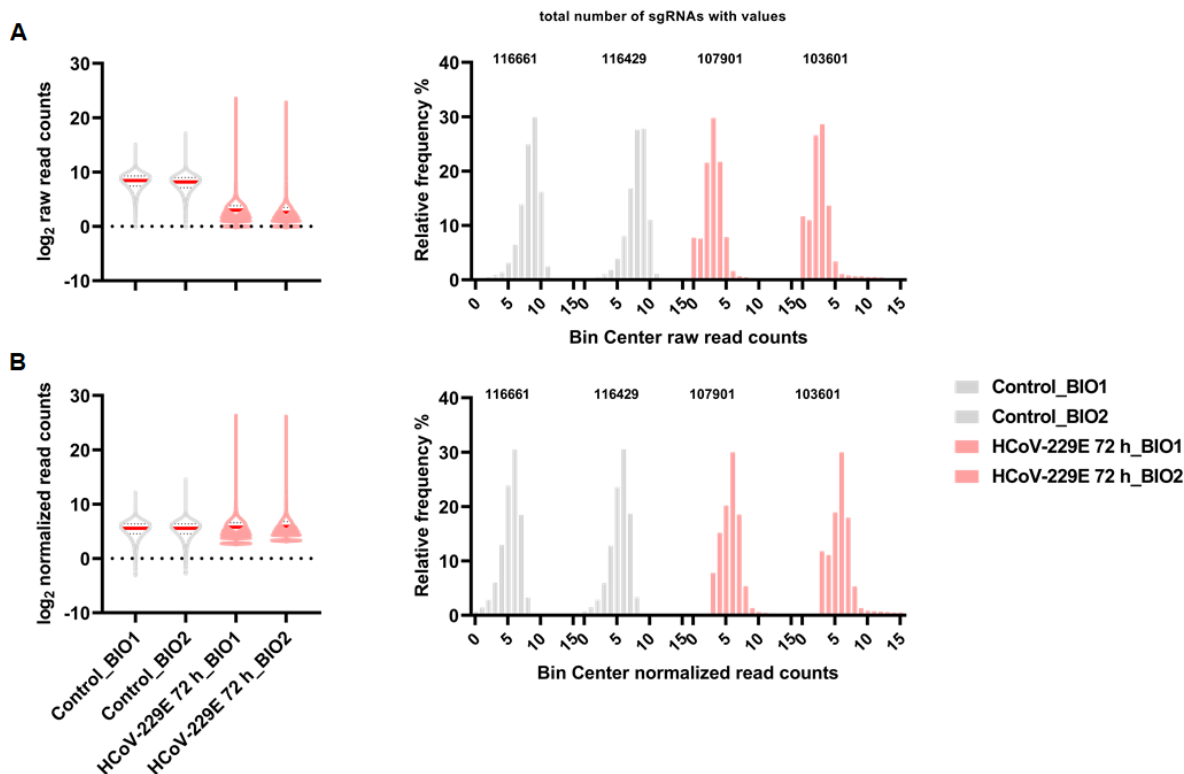 A
total number of sgRNAs with values
116661 116429 107901 103601
log2 raw read counts
30
20
10
0
-10
Relative frequency %
40
30
20
10
0
0 5 10 15 0 5 10 15 0 5 10 15 0 5 10 15
Bin Center raw read counts
B
116661 116429 107901 103601
log2 normalized read counts
30
20
10
0
-10
Control_BIO1
Control_BIO2
HCoV-229E 72 h_BIO1
HCoV-229E 72 h_BIO2
Relative frequency %
40
30
20
10
0
0 5 10 15 0 5 10 15 0 5 10 15 0 5 10 15
Bin Center normalized read counts
Control_BIO1
Control_BIO2
HCoV-229E 72 h_BIO1
HCoV-229E 72 h_BIO2